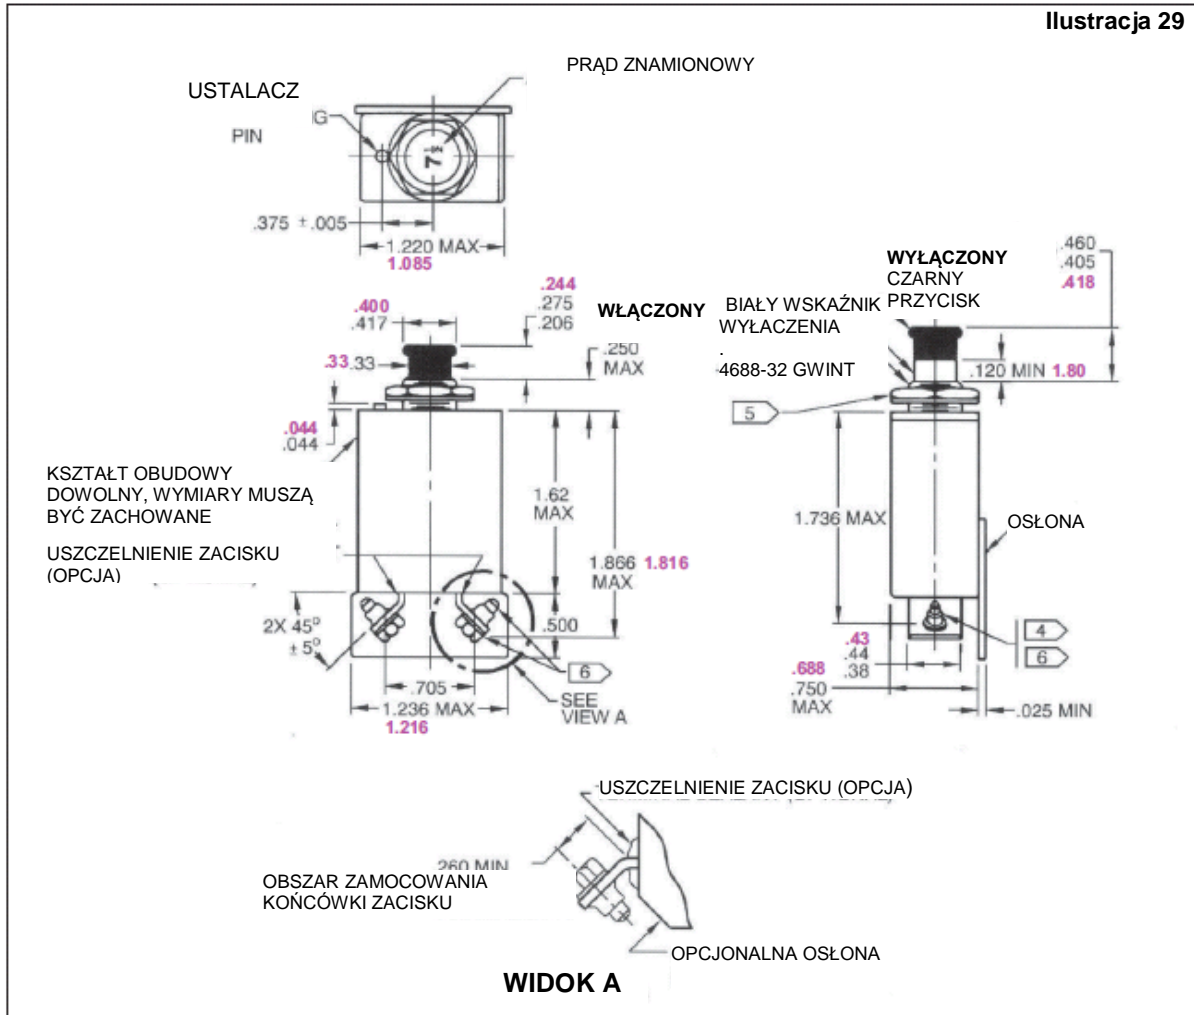 Ilustracja 29
PRĄD ZNAMIONOWY
USTALACZ
G
PIN
7 ½
.375 ±.005
1.220 MAX
1.085
.244
.275
.206
.400
.417
WŁĄCZONY
.250
MAX
.33 .33
.044
.044
KSZTAŁT OBUDOWY
DOWOLNY, WYMIARY MUSZĄ
BYĆ ZACHOWANE
USZCZELNIENIE ZACISKU
(OPCJA)
1.62
MAX
1.866 1.816
MAX
2X 45°
± 5°
.500
6
.705
1.236 MAX
1.216
SEE
VIEW A
WYŁĄCZONY
CZARNY
PRZYCISK
.460
.405
.418
BIAŁY WSKAŹNIK
WYŁACZENIA
.
4688-32 GWINT
.120 MIN 1.80
5
1.736 MAX
OSŁONA
4
6
.43
.44
.38
.688
.750
MAX
.025 MIN
USZCZELNIENIE ZACISKU (OPCJA)
260 MIN
OBSZAR ZAMOCOWANIA
KOŃCÓWKI ZACISKU
OPCJONALNA OSŁONA
WIDOK A